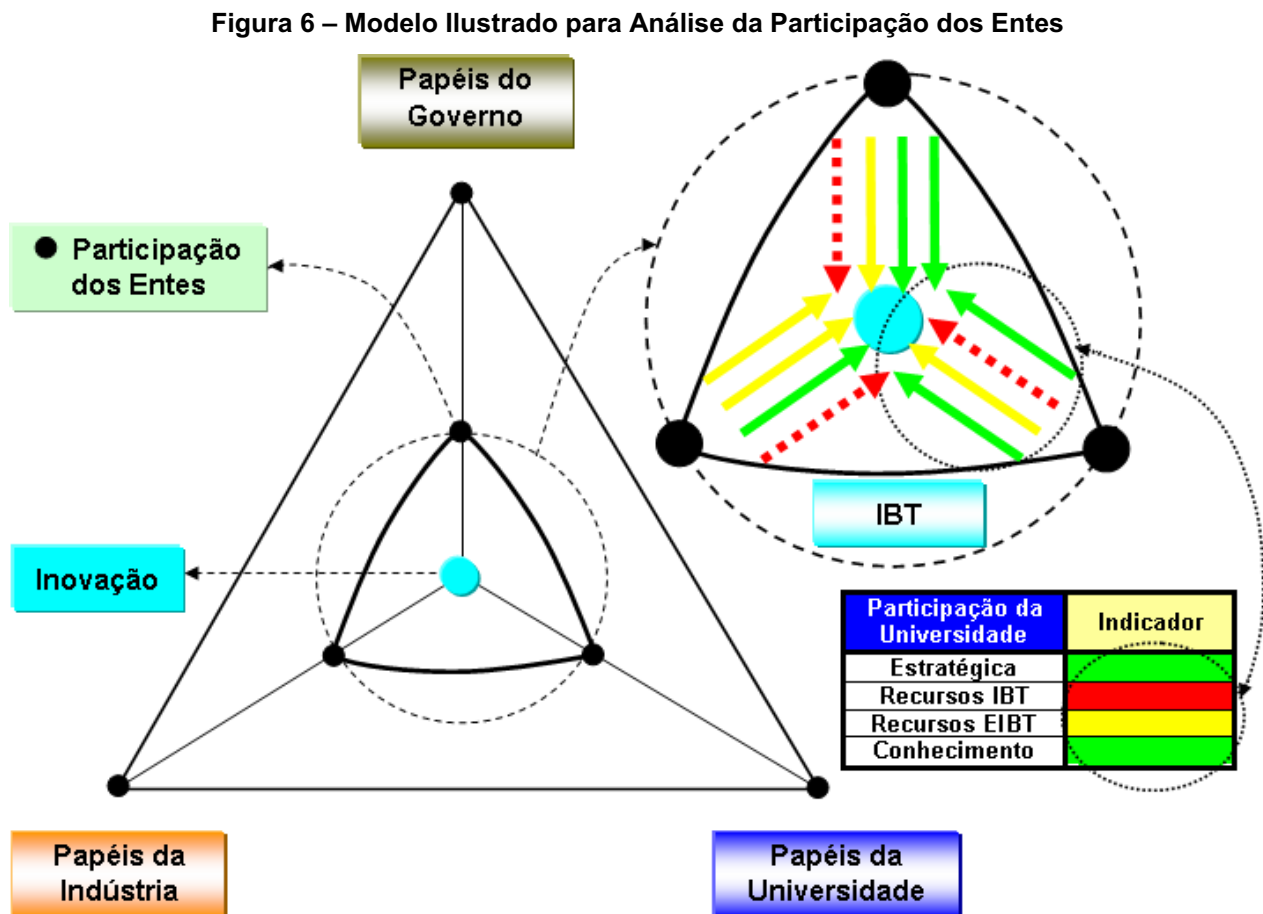 Figura 6 – Modelo Ilustrado para Análise da Participação dos Entes
Papéis do
Governo
Participação
dos Entes
Inovação
IBT
Participação da
Universidade
Indicador
Estratégica
Recursos IBT
Recursos EIBT
Conhecimento
Papéis da
Indústria
Papéis da
Universidade